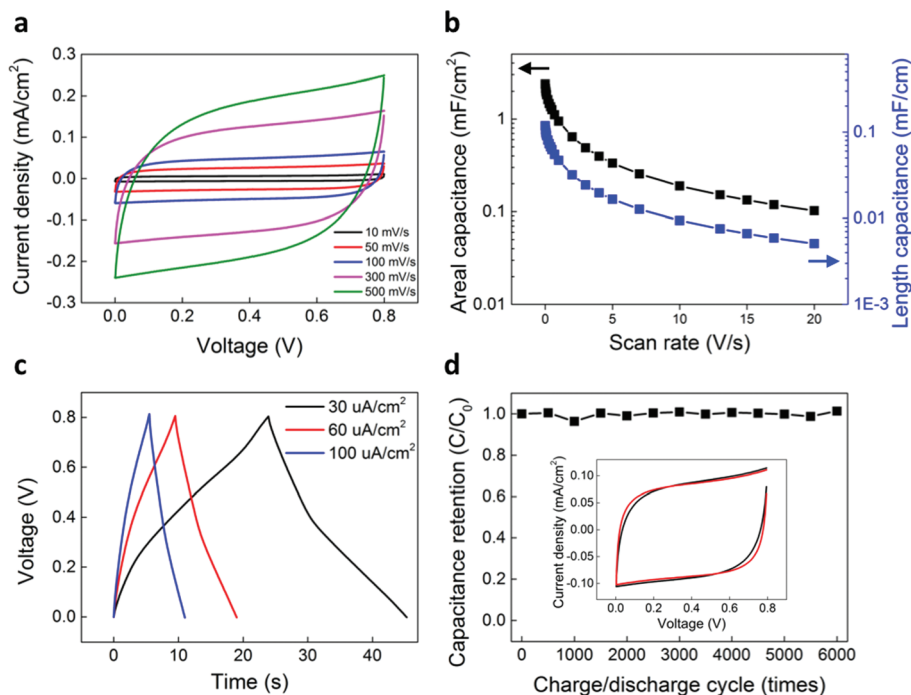 a
Current density (mA/cm²)
0.3
0.2
0.1
0.0
-0.1
-0.2
-0.3
0.0 0.2 0.4 0.6 0.8
Voltage (V)
10 mV/s
50 mV/s
100 mV/s
300 mV/s
500 mV/s
b
Areal capacitance (mF/cm²)
1
0.1
0.01
0 5 10 15 20
Scan rate (V/s)
0.1
0.01
1E-3
Length capacitance (mF/cm)
c
Voltage (V)
0.8
0.6
0.4
0.2
0.0
0 10 20 30 40
Time (s)
30 uA/cm²
60 uA/cm²
100 uA/cm²
d
Capacitance retention (C/C₀)
1.0
0.8
0.6
0.4
0.2
0.0
0 1000 2000 3000 4000 5000 6000
Charge/discharge cycle (times)
Current density (mA/cm²)
0.10
0.05
0.00
-0.05
-0.10
0.0 0.2 0.4 0.6 0.8
Voltage (V)